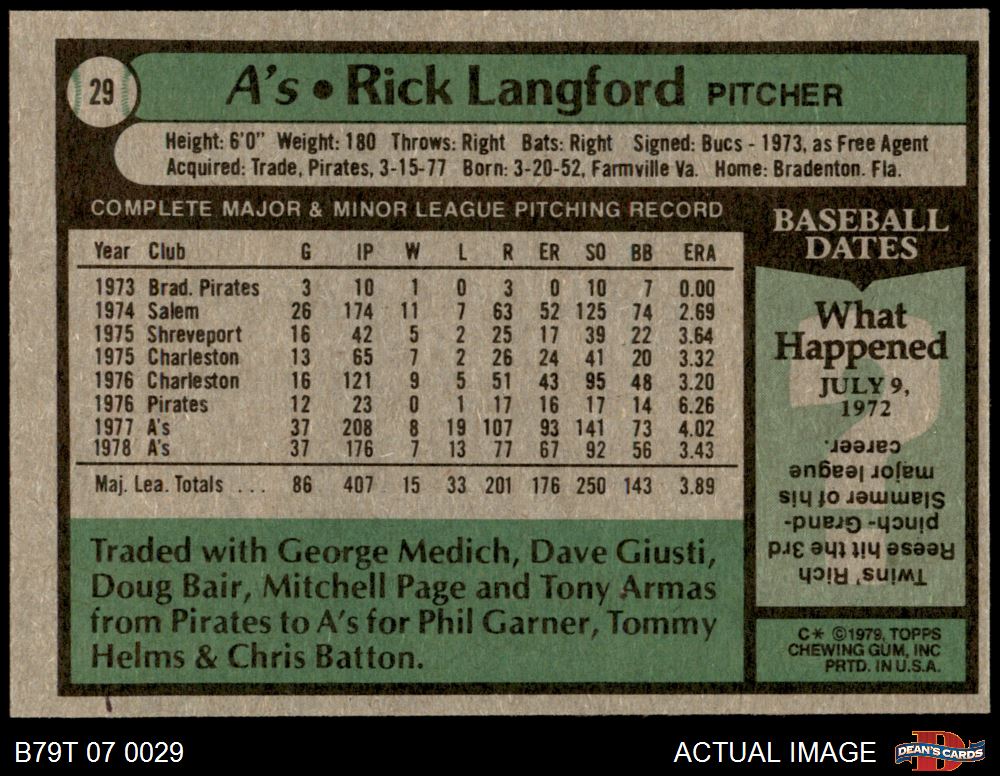 29
A's • Rick Langford PITCHER
Height: 6'0" Weight: 180 Throws: Right Bats: Right Signed: Bucs - 1973, as Free Agent
Acquired: Trade, Pirates, 3-15-77 Born: 3-20-52, Farmville Va. Home: Bradenton. Fla.
COMPLETE MAJOR & MINOR LEAGUE PITCHING RECORD
Year Club G IP W L R ER SO BB ERA
1973 Brad. Pirates 3 10 1 0 3 0 10 7 0.00
1974 Salem 26 174 11 7 63 52 125 74 2.69
1975 Shreveport 16 42 5 2 25 17 39 22 3.64
1975 Charleston 13 65 7 2 26 24 41 20 3.32
1976 Charleston 16 121 9 5 51 43 95 48 3.20
1976 Pirates 12 23 0 1 17 16 17 14 6.26
1977 A's 37 208 8 19 107 93 141 73 4.02
1978 A's 37 176 7 13 77 67 92 56 3.43
Maj. Lea. Totals ... 86 407 15 33 201 176 250 143 3.89
Traded with George Medich, Dave Giusti,
Doug Bair, Mitchell Page and Tony Armas
from Pirates to A's for Phil Garner, Tommy
Helms & Chris Batton.
BASEBALL
DATES
What
Happened
JULY 9,
1972
Twins' Rich
Reese hit the 3rd
pinch- Grand-
Slammer of his
major league
career.
C* ©1979, TOPPS
CHEWING GUM, INC
PRTD. IN U.S.A.
B79T 07 0029
ACTUAL IMAGE
D
DEAN'S CARDS